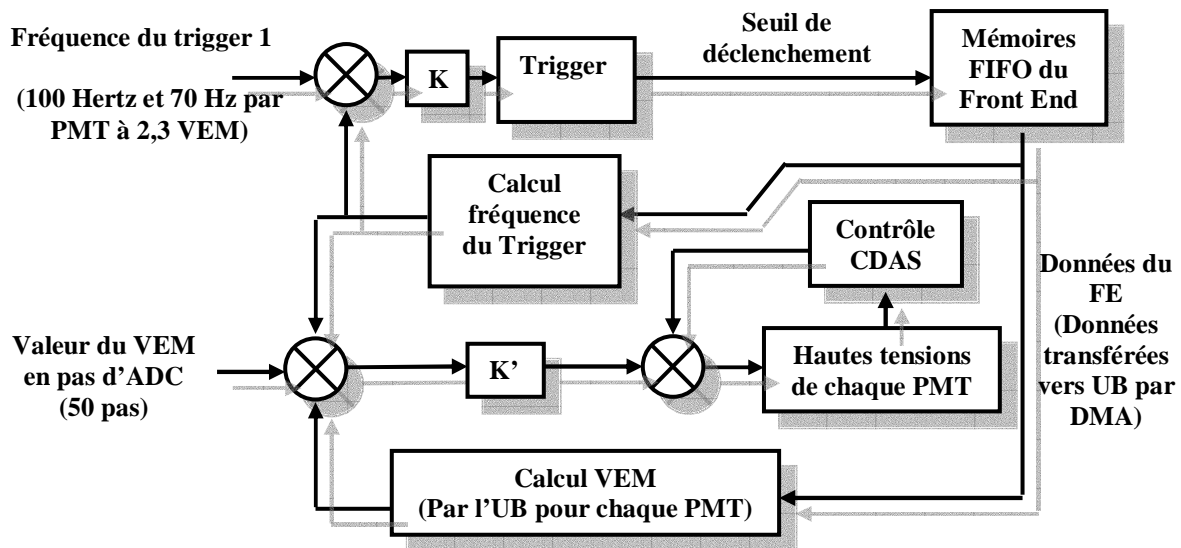 Fréquence du trigger 1
(100 Hertz et 70 Hz par
PMT à 2,3 VEM)
K
Trigger
Seuil de
déclenchement
Mémoires
FIFO du
Front End
Calcul
fréquence
du Trigger
Contrôle
CDAS
Données du
FE
(Données
transférées
vers UB par
DMA)
Valeur du VEM
en pas d’ADC
(50 pas)
K’
Hautes tensions
de chaque PMT
Calcul VEM
(Par l’UB pour chaque PMT)